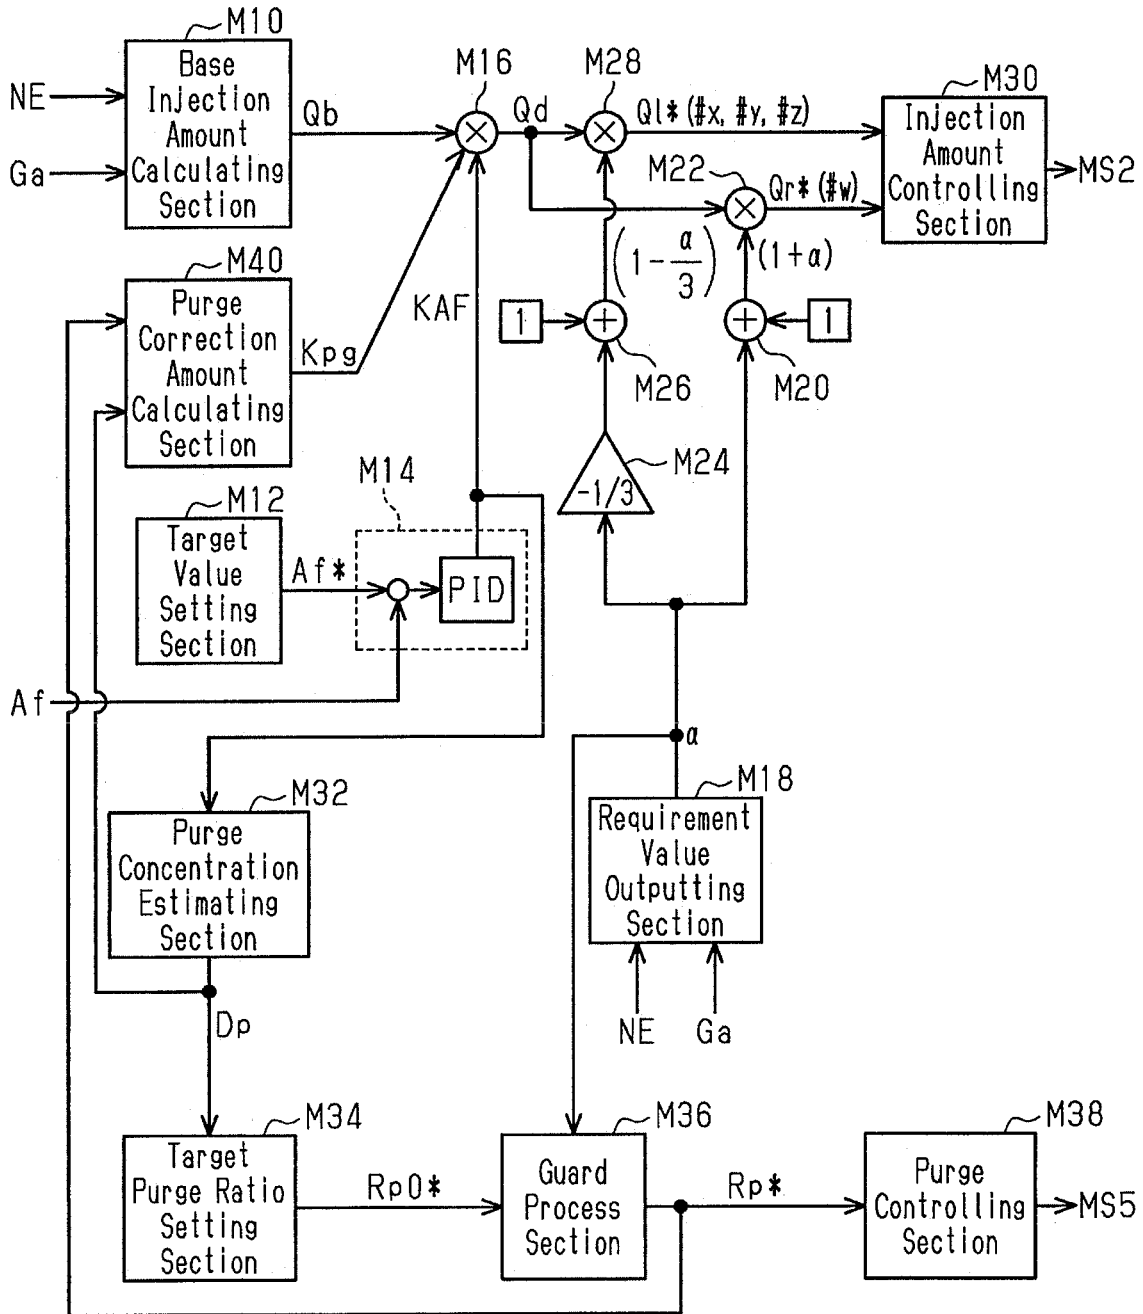 M10
Base
Injection
Amount
Calculating
Section
NE
Ga
Qb
M16
Qd
M28
Ql* (#x, #y, #z)
M22
Qr* (#w)
M30
Injection
Amount
Controlling
Section
MS2
M40
Purge
Correction
Amount
Calculating
Section
Kpg
KAF
(1-α/3)
(1+α)
1
1
M26
M20
M24
-1/3
M14
M12
Target
Value
Setting
Section
Af*
PID
Af
α
M32
Purge
Concentration
Estimating
Section
Dp
M18
Requirement
Value
Outputting
Section
NE
Ga
M34
Target
Purge Ratio
Setting
Section
Rp0*
M36
Guard
Process
Section
Rp*
M38
Purge
Controlling
Section
MS5